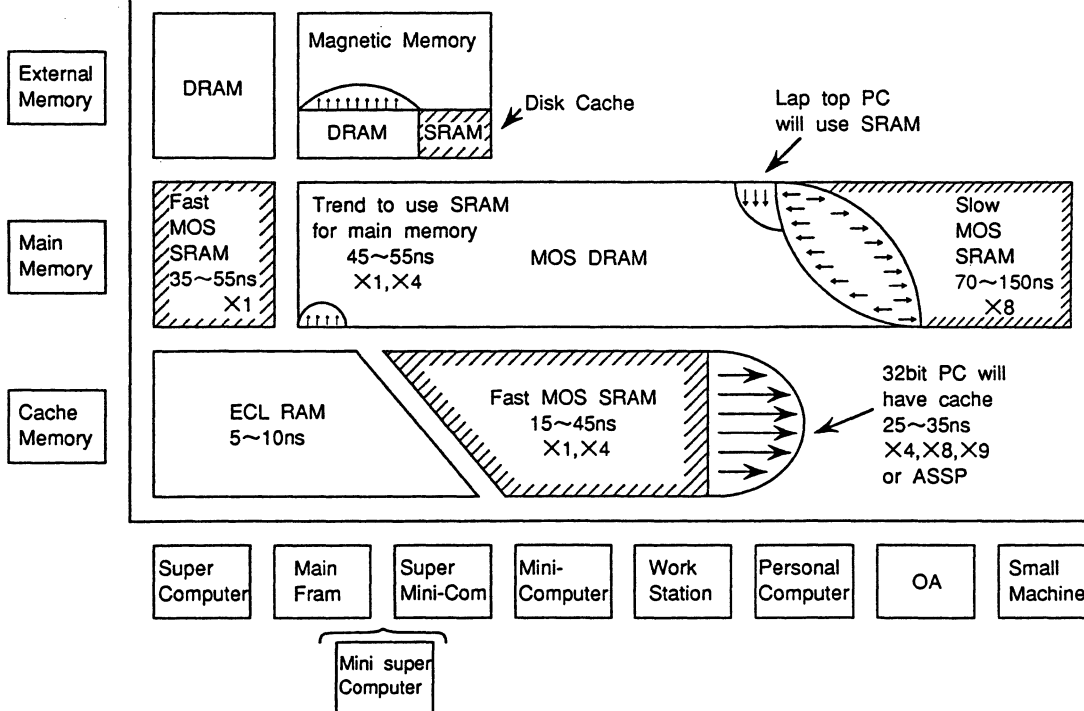 External
Memory
DRAM
Magnetic Memory
DRAM
SRAM
Disk Cache
Lap top PC
will use SRAM
Main
Memory
Fast
MOS
SRAM
35~55ns
×1
Trend to use SRAM
for main memory
45~55ns
×1,×4
MOS DRAM
Slow
MOS
SRAM
70~150ns
×8
Cache
Memory
ECL RAM
5~10ns
Fast MOS SRAM
15~45ns
×1,×4
32bit PC will
have cache
25~35ns
×4,×8,×9
or ASSP
Super
Computer
Main
Fram
Super
Mini-Com
Mini-
Computer
Work
Station
Personal
Computer
OA
Small
Machine
Mini super
Computer